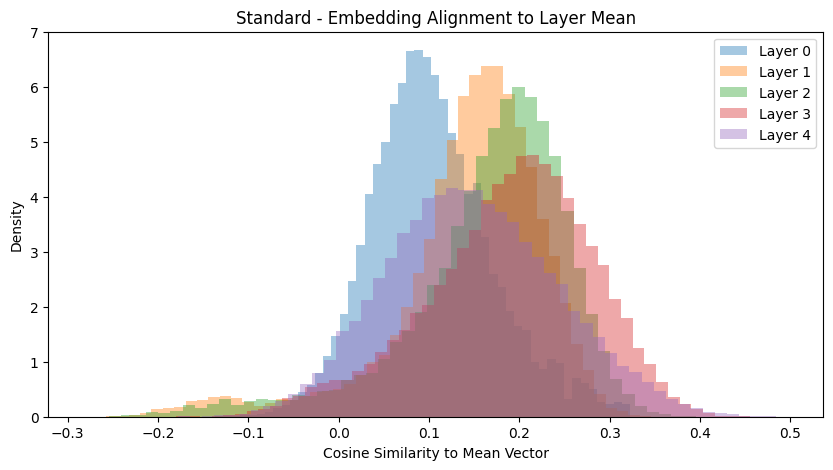 Standard - Embedding Alignment to Layer Mean
7
6
5
4
3
2
1
0
Density
Layer 0
Layer 1
Layer 2
Layer 3
Layer 4
−0.3 −0.2 −0.1 0.0 0.1 0.2 0.3 0.4 0.5
Cosine Similarity to Mean Vector